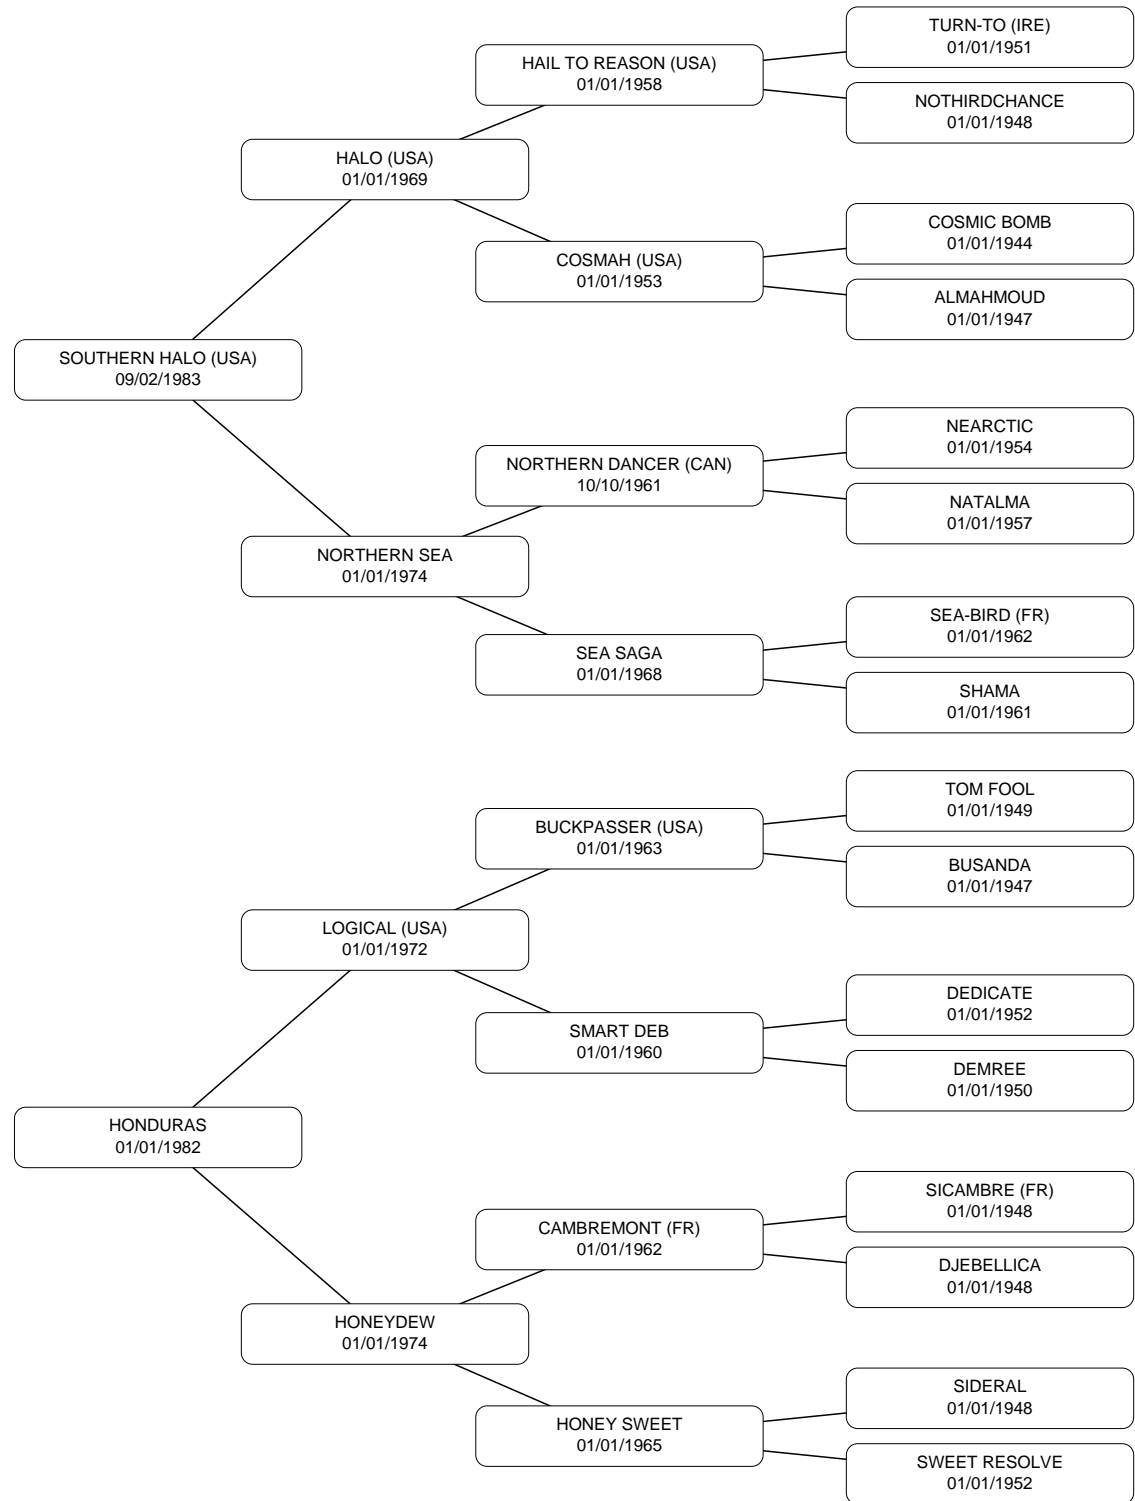 TURN-TO (IRE)
01/01/1951
HAIL TO REASON (USA)
01/01/1958
NOTHIRDCHANCE
01/01/1948
HALO (USA)
01/01/1969
COSMIC BOMB
01/01/1944
COSMAH (USA)
01/01/1953
ALMAHMOUD
01/01/1947
SOUTHERN HALO (USA)
09/02/1983
NEARCTIC
01/01/1954
NORTHERN DANCER (CAN)
10/10/1961
NATALMA
01/01/1957
NORTHERN SEA
01/01/1974
SEA-BIRD (FR)
01/01/1962
SEA SAGA
01/01/1968
SHAMA
01/01/1961
TOM FOOL
01/01/1949
BUCKPASSER (USA)
01/01/1963
BUSANDA
01/01/1947
LOGICAL (USA)
01/01/1972
DEDICATE
01/01/1952
SMART DEB
01/01/1960
DEMREE
01/01/1950
HONDURAS
01/01/1982
SICAMBRE (FR)
01/01/1948
CAMBREMONT (FR)
01/01/1962
DJEBELLICA
01/01/1948
HONEYDEW
01/01/1974
SIDERAL
01/01/1948
HONEY SWEET
01/01/1965
SWEET RESOLVE
01/01/1952